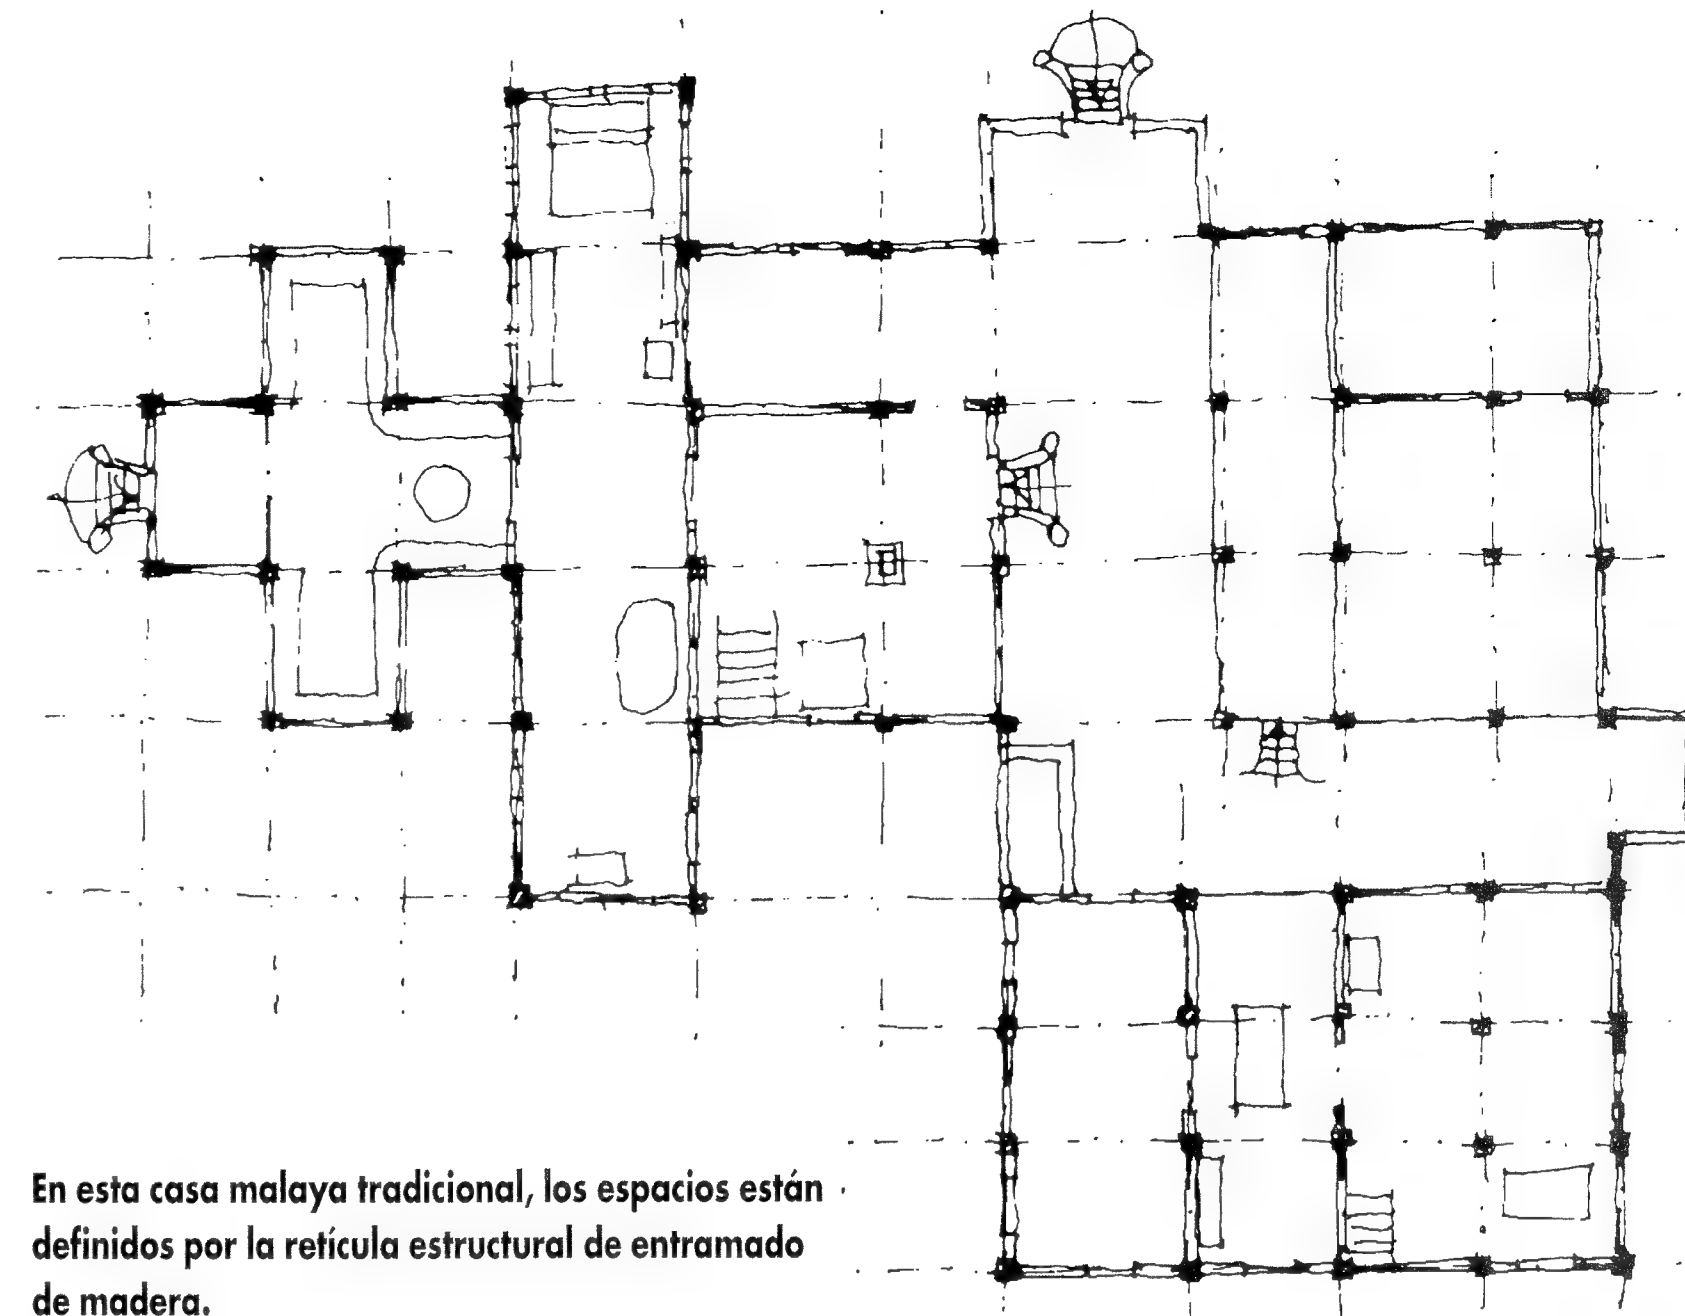 En esta casa malaya tradicional, los espacios están
definidos por la retícula estructural de entramado
de madera.